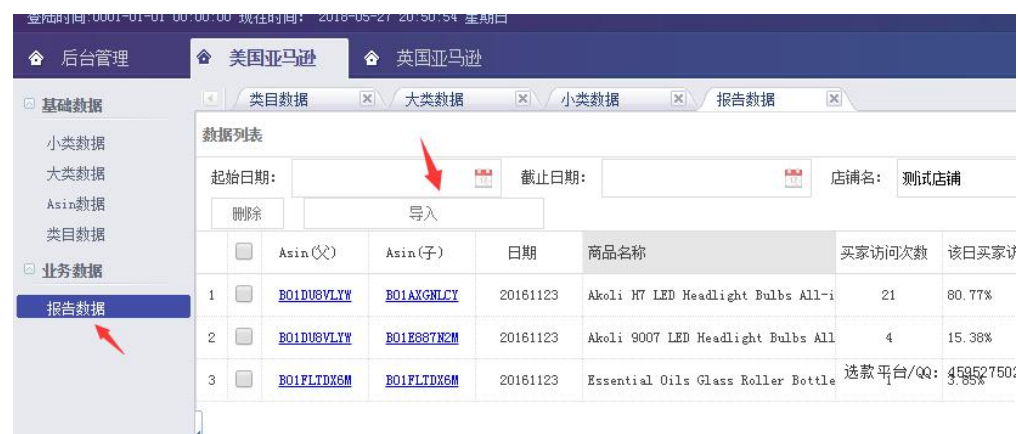 登陆时间:0001-01-01 00:00:00 现在时间: 2018-05-27 20:50:54 星期日
后台管理 美国亚马逊 英国亚马逊
基础数据 类目数据 大类数据 小类数据 报告数据
小类数据 数据列表
大类数据 起始日期: 截止日期: 店铺名: 测试店铺
Asin数据 删除 导入
类目数据 Asin(父) Asin(子) 日期 商品名称 买家访问次数 该日买家访
业务数据
报告数据 1 B01DU8VLYW B01AXGNLCY 20161123 Akoli H7 LED Headlight Bulbs All-i 21 80.77%
2 B01DU8VLYW B01E887N2M 20161123 Akoli 9007 LED Headlight Bulbs All 4 15.38%
3 B01FLTDX6M B01FLTDX6M 20161123 Essential Oils Glass Roller Bottle 1 3.85%
选款平台/QQ: 459527502